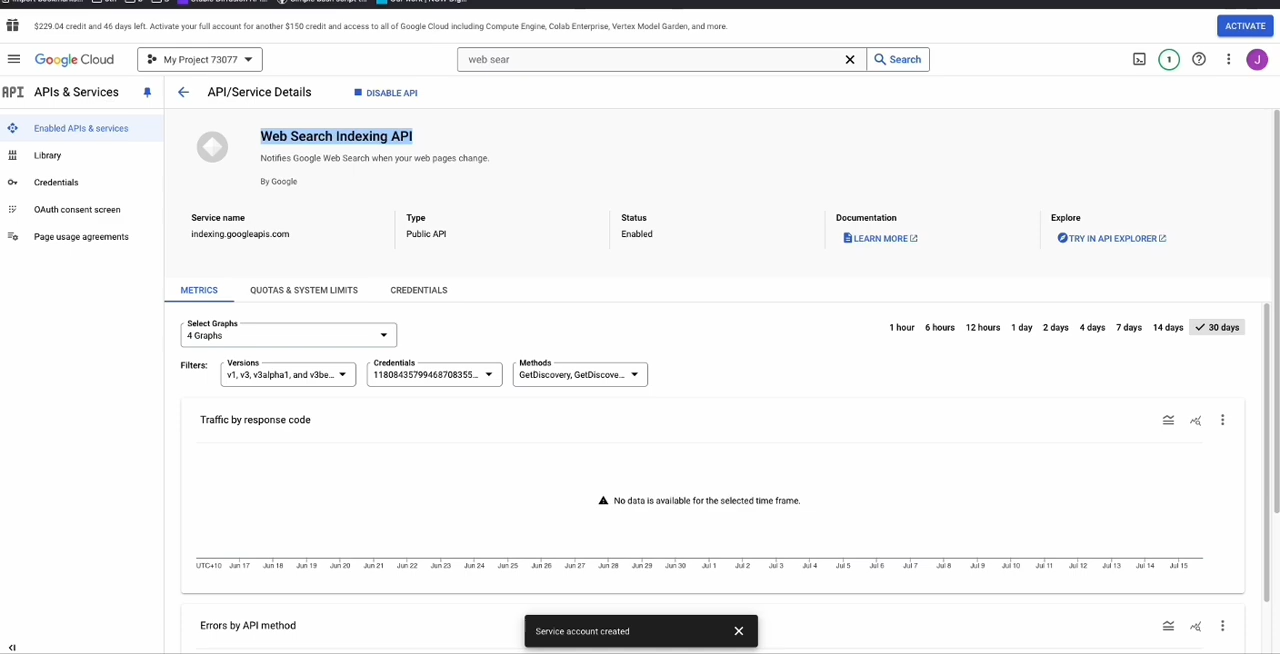 $229.04 credit and 46 days left. Activate your full account for another $150 credit and access to all of Google Cloud including Compute Engine, Colab Enterprise, Vertex Model Garden, and more.
ACTIVATE
Google Cloud
My Project 73077
web sear
Search
1
J
API APIs & Services
API/Service Details
DISABLE API
Enabled APIs & services
Library
Credentials
OAuth consent screen
Page usage agreements
Web Search Indexing API
Notifies Google Web Search when your web pages change.
By Google
Service name
indexing.googleapis.com
Type
Public API
Status
Enabled
Documentation
LEARN MORE
Explore
TRY IN API EXPLORER
METRICS QUOTAS & SYSTEM LIMITS CREDENTIALS
Select Graphs
4 Graphs
1 hour 6 hours 12 hours 1 day 2 days 4 days 7 days 14 days 30 days
Filters:
Versions
v1, v3, v3alpha1, and v3be...
Credentials
11808435799468708355...
Methods
GetDiscovery, GetDiscove...
Traffic by response code
No data is available for the selected time frame.
UTC+10 Jun 17 Jun 18 Jun 19 Jun 20 Jun 21 Jun 22 Jun 23 Jun 24 Jun 25 Jun 26 Jun 27 Jun 28 Jun 29 Jun 30 Jul 1 Jul 2 Jul 3 Jul 4 Jul 5 Jul 6 Jul 7 Jul 8 Jul 9 Jul 10 Jul 11 Jul 12 Jul 13 Jul 14 Jul 15
Errors by API method
Service account created